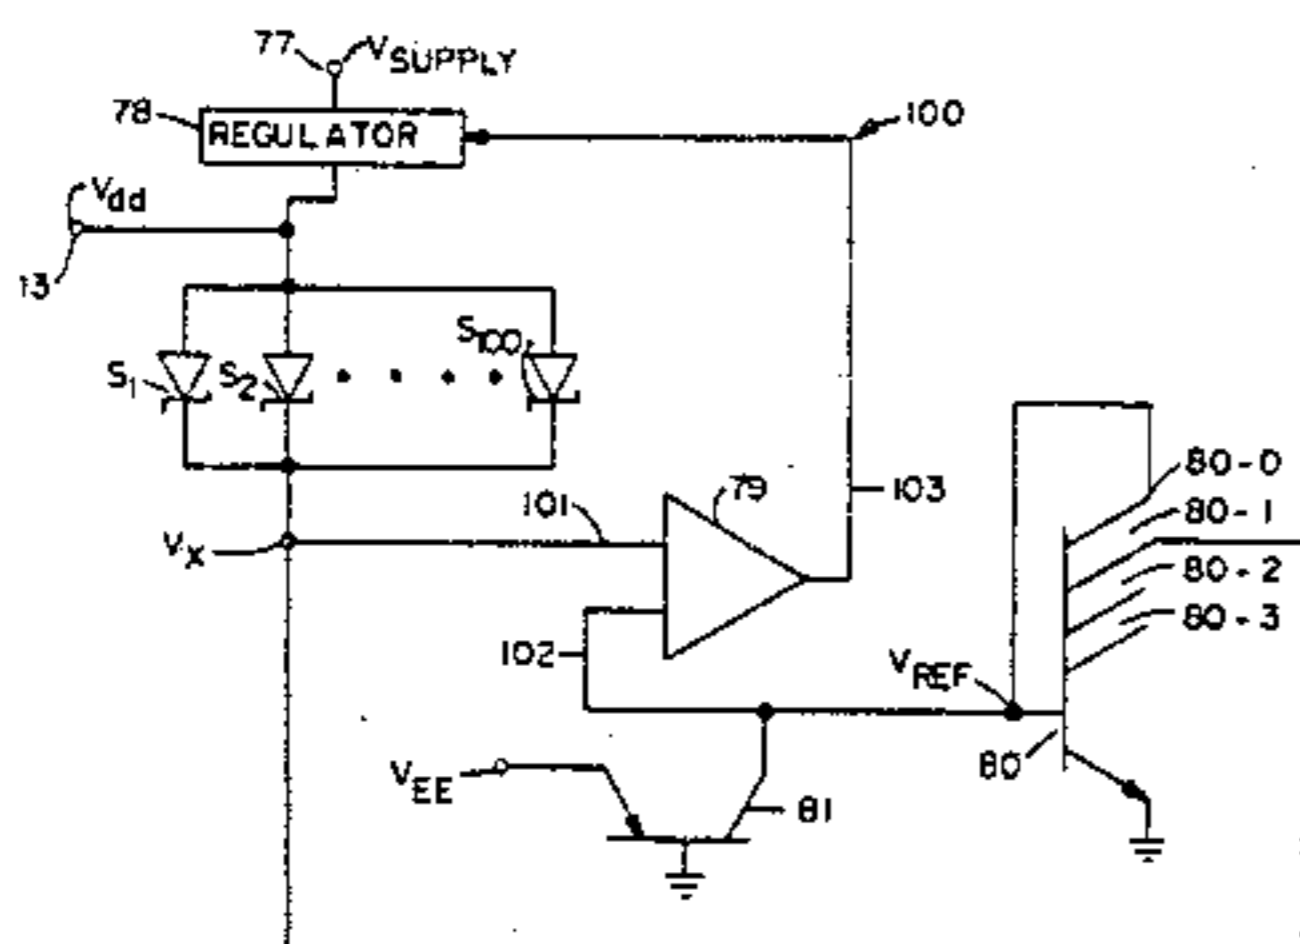 77
VSUPPLY
78
REGULATOR
100
Vdd
13
S1
S2
S100
101
79
103
80-0
80-1
80-2
80-3
VX
102
VREF
80
VEE
81